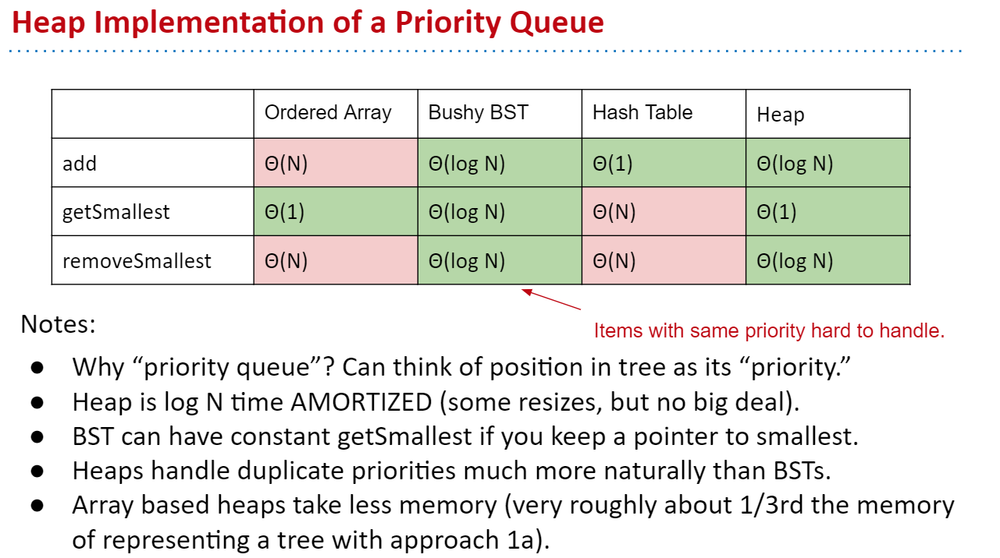 Heap Implementation of a Priority Queue
Ordered Array Bushy BST Hash Table Heap
add Θ(N) Θ(log N) Θ(1) Θ(log N)
getSmallest Θ(1) Θ(log N) Θ(N) Θ(1)
removeSmallest Θ(N) Θ(log N) Θ(N) Θ(log N)
Items with same priority hard to handle.
Notes:
● Why “priority queue”? Can think of position in tree as its “priority.”
● Heap is log N time AMORTIZED (some resizes, but no big deal).
● BST can have constant getSmallest if you keep a pointer to smallest.
● Heaps handle duplicate priorities much more naturally than BSTs.
● Array based heaps take less memory (very roughly about 1/3rd the memory
of representing a tree with approach 1a).